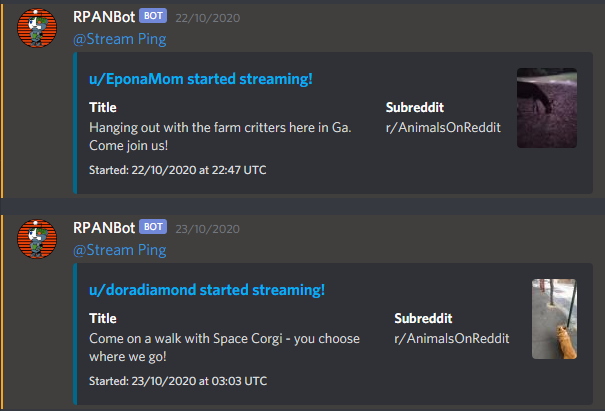 RPANBot BOT 22/10/2020
@Stream Ping
u/EponaMom started streaming!
Title Subreddit
Hanging out with the farm critters here in Ga. r/AnimalsOnReddit
Come join us!
Started: 22/10/2020 at 22:47 UTC
RPANBot BOT 23/10/2020
@Stream Ping
u/doradiamond started streaming!
Title Subreddit
Come on a walk with Space Corgi - you choose r/AnimalsOnReddit
where we go!
Started: 23/10/2020 at 03:03 UTC